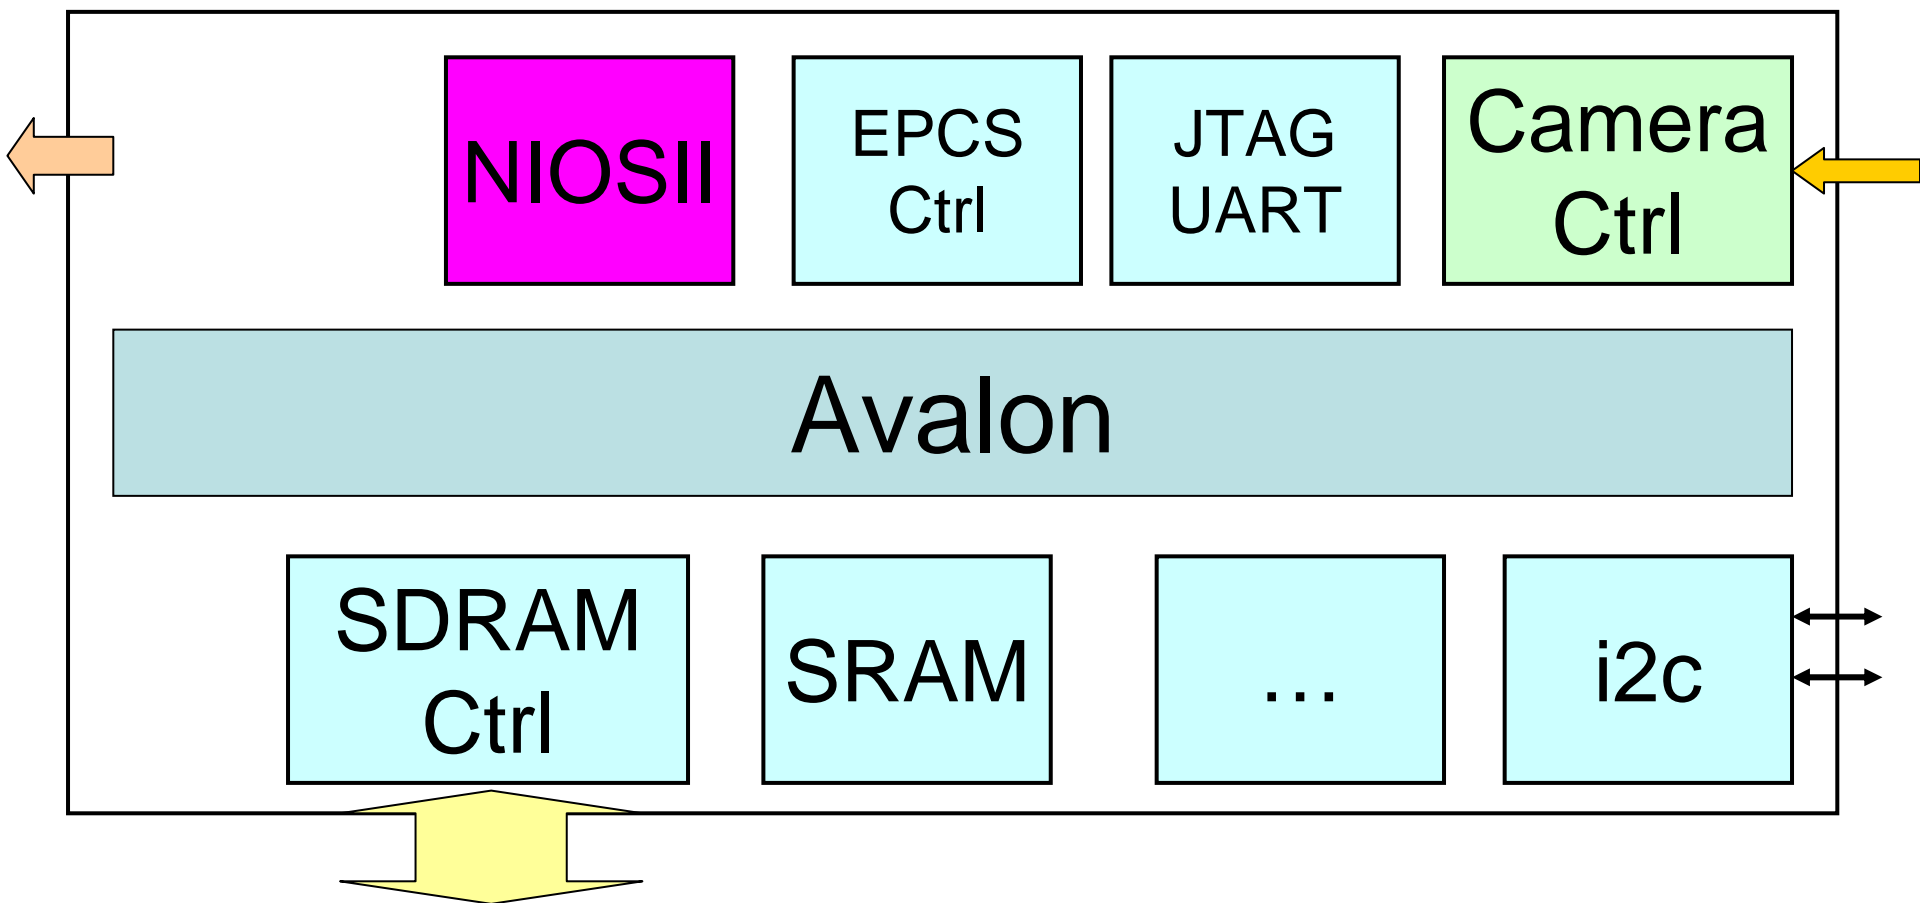 NIOSII
EPCS
Ctrl
JTAG
UART
Camera
Ctrl
Avalon
SDRAM
Ctrl
SRAM
…
i2c